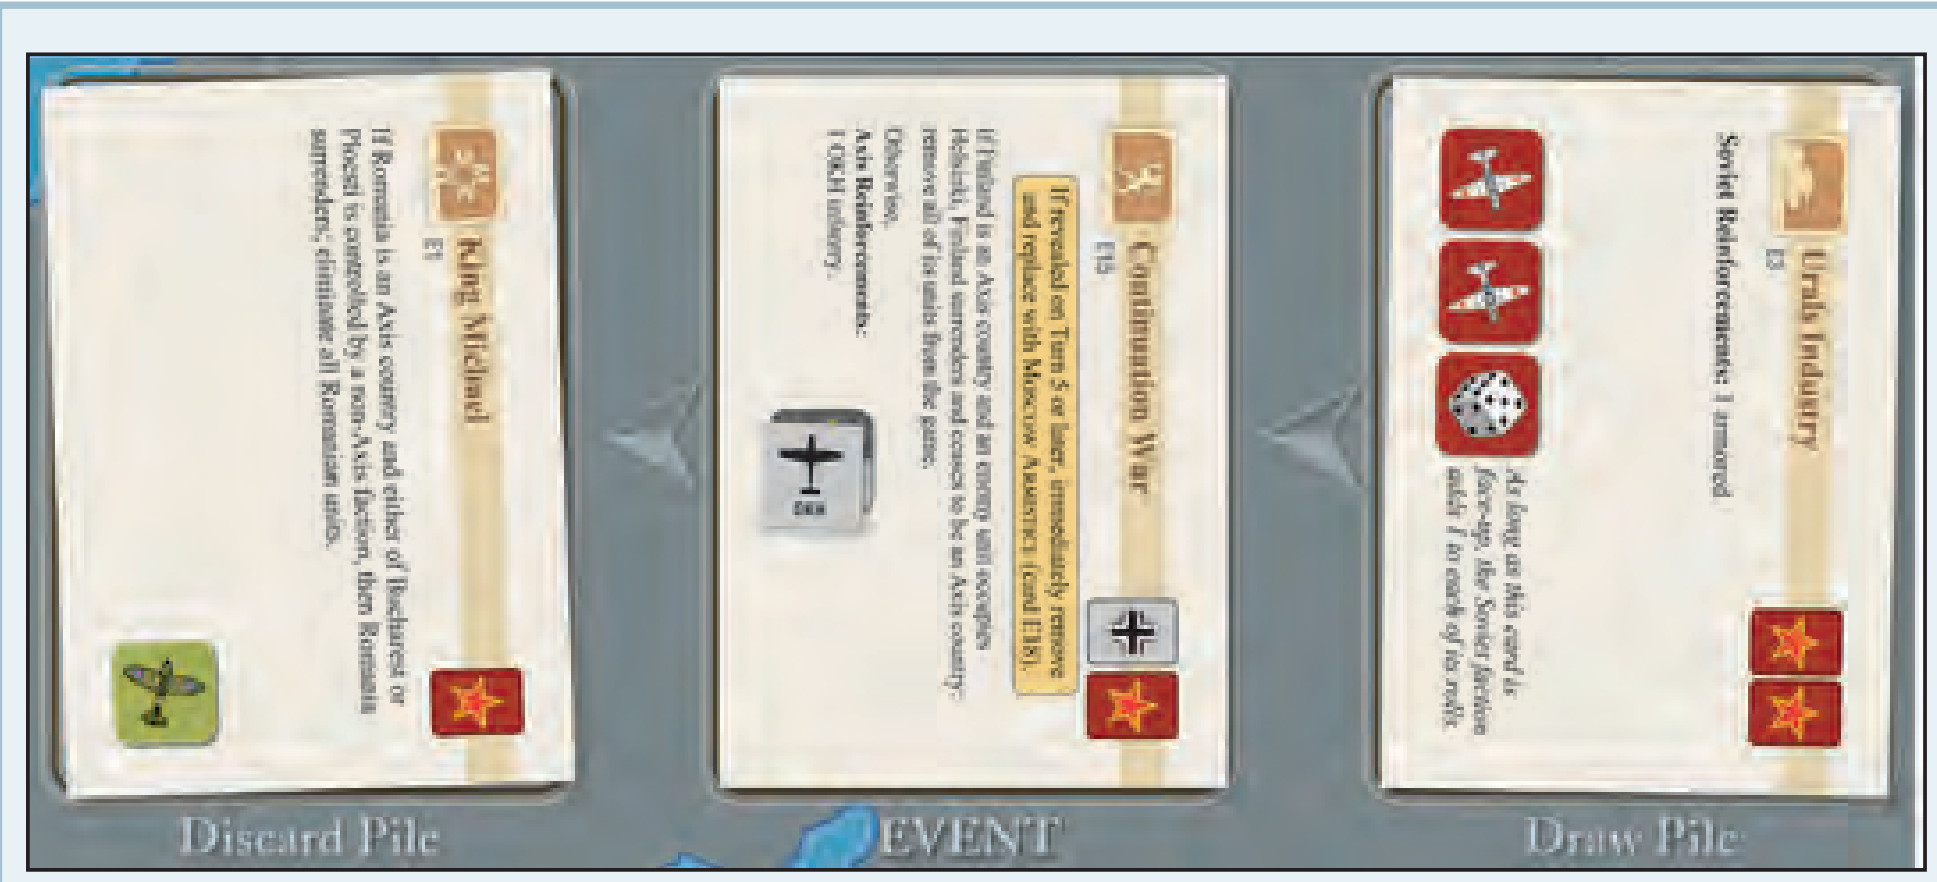 King Michael
E1
If Romania is an Axis country and either of Bucharest or
Ploesti is controlled by a non-Axis faction, then Romania
surrenders; eliminate all Romanian units.
Discard Pile
Continuation War
E15
If revealed on Turn 5 or later, immediately remove
and replace with MOSCOW ARMISTICE (card E18).
If Finland is an Axis country and an enemy unit occupies
Helsinki, Finland surrenders and ceases to be an Axis country;
remove all of its units from the game.
Otherwise,
Axis Reinforcements:
1 OKH infantry.
OKH
EVENT
Urals Industry
E3
Soviet Reinforcements: 1 armored
As long as this card is
face-up, the Soviet faction
adds 1 to each of its rolls.
Draw Pile